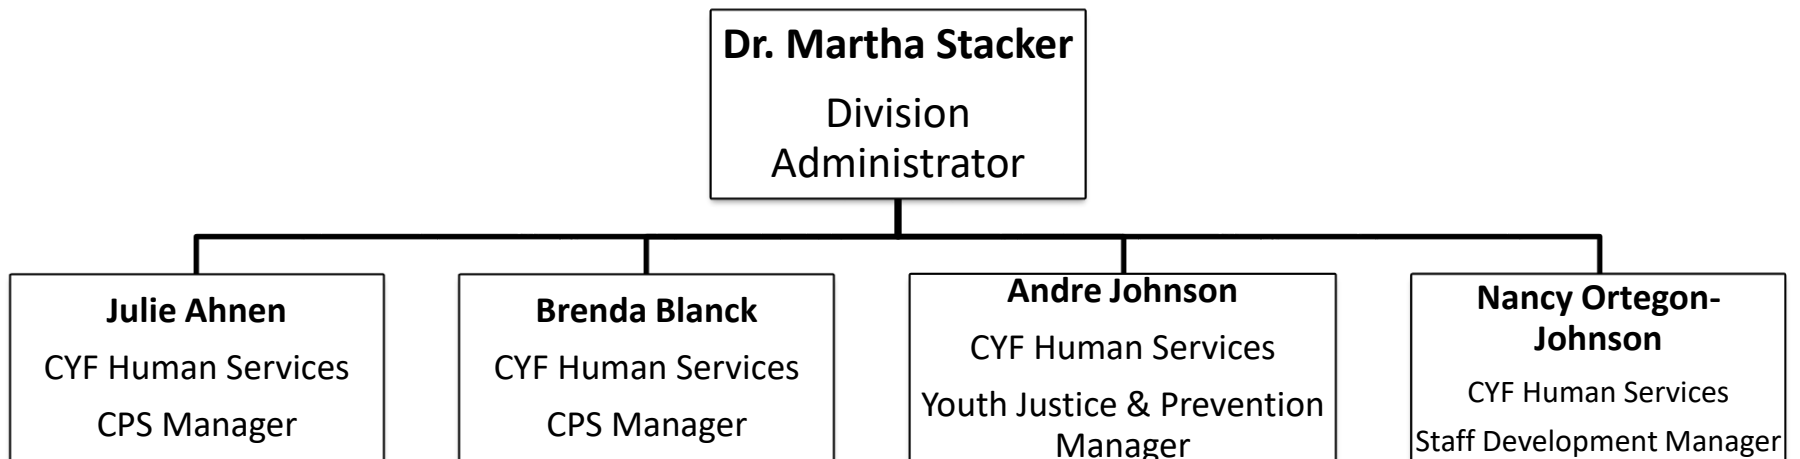 Dr. Martha Stacker
Division
Administrator
Julie Ahnen
CYF Human Services
CPS Manager
Brenda Blanck
CYF Human Services
CPS Manager
Andre Johnson
CYF Human Services
Youth Justice & Prevention
Manager
Nancy Ortegon-
Johnson
CYF Human Services
Staff Development Manager